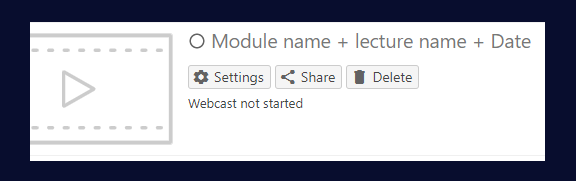 Module name + lecture name + Date
Settings Share Delete
Webcast not started